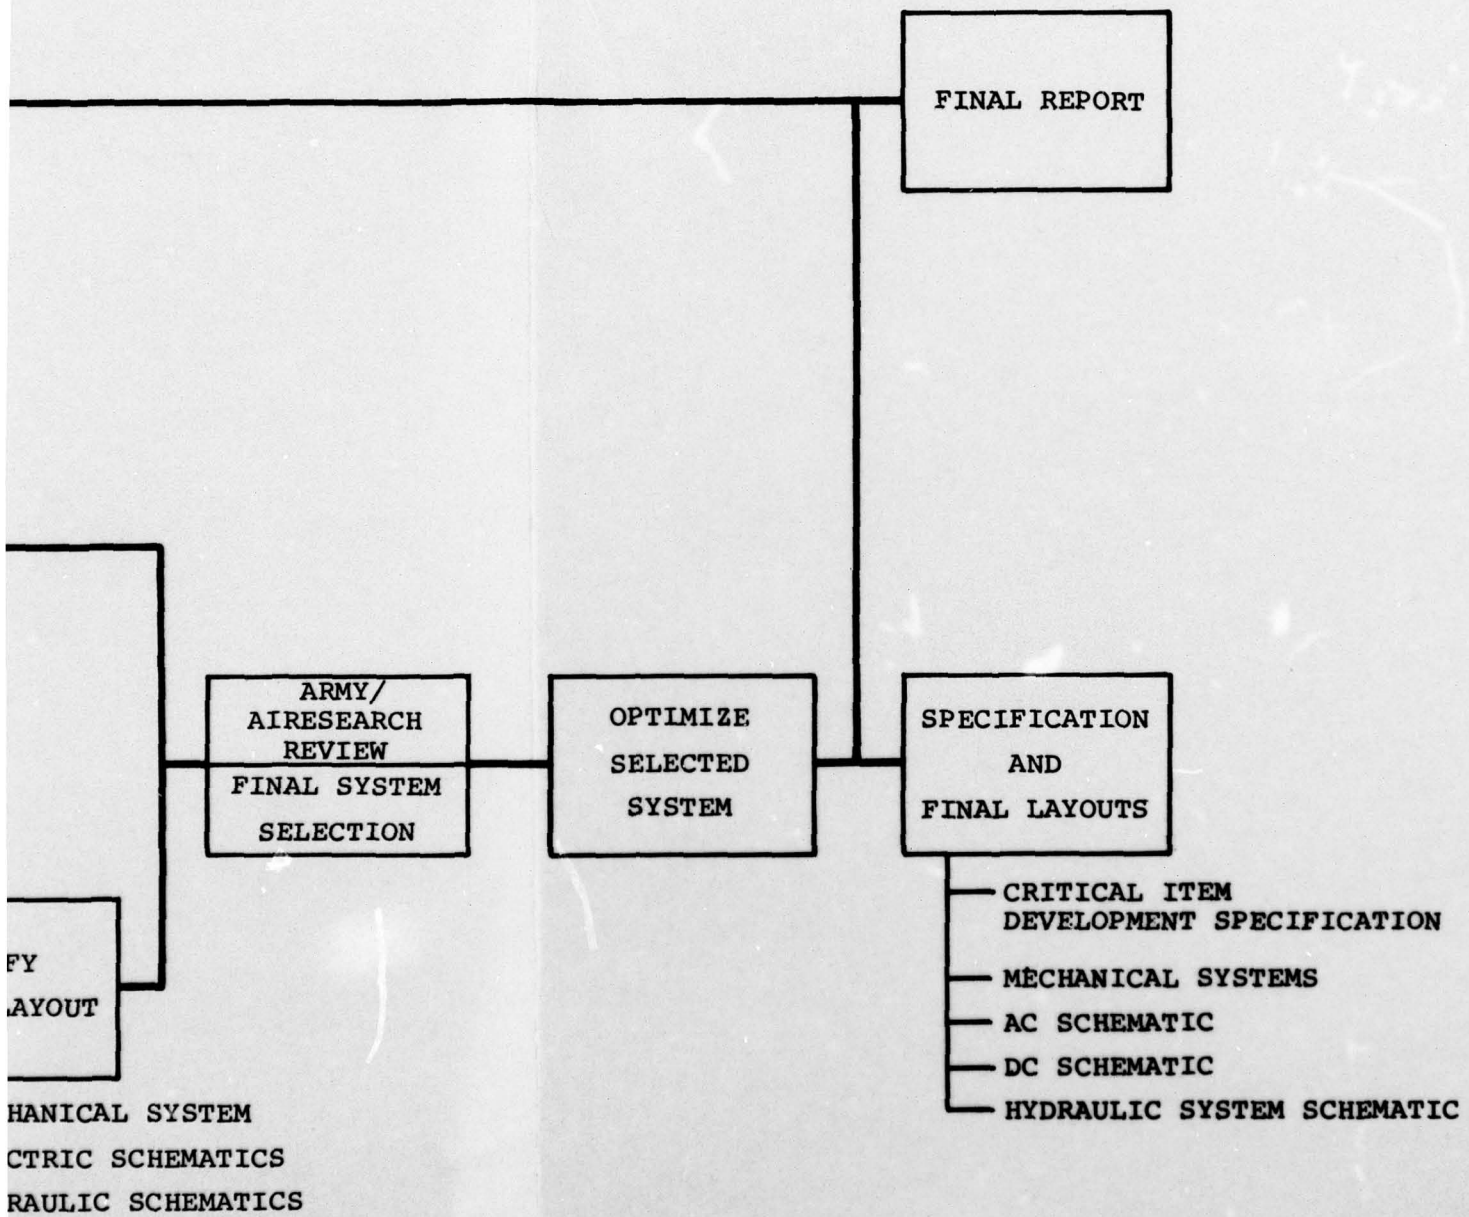 FINAL REPORT
ARMY/
AIRESEARCH
REVIEW
FINAL SYSTEM
SELECTION
OPTIMIZE
SELECTED
SYSTEM
SPECIFICATION
AND
FINAL LAYOUTS
CRITICAL ITEM
DEVELOPMENT SPECIFICATION
MECHANICAL SYSTEMS
AC SCHEMATIC
DC SCHEMATIC
HYDRAULIC SYSTEM SCHEMATIC
FY
LAYOUT
HANICAL SYSTEM
CTRIC SCHEMATICS
RAULIC SCHEMATICS